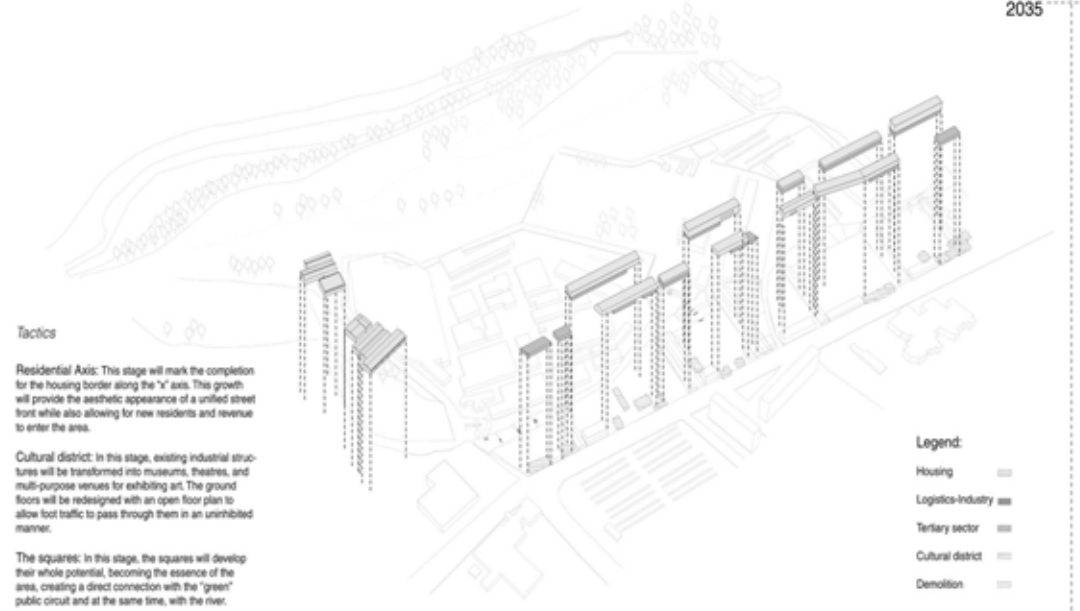 2035
Tactics
Residential Axis: This stage will mark the completion
for the housing border along the "x" axis. This growth
will provide the aesthetic appearance of a unified street
front while also allowing for new residents and revenue
to enter the area.
Cultural district: In this stage, existing industrial struc-
tures will be transformed into museums, theatres, and
multi-purpose venues for exhibiting art. The ground
floors will be redesigned with an open floor plan to
allow foot traffic to pass through them in an uninhibited
manner.
The squares: In this stage, the squares will develop
their whole potential, becoming the essence of the
area, creating a direct connection with the "green"
public circuit and at the same time, with the river.
Legend:
Housing
Logistics-Industry
Tertiary sector
Cultural district
Demolition